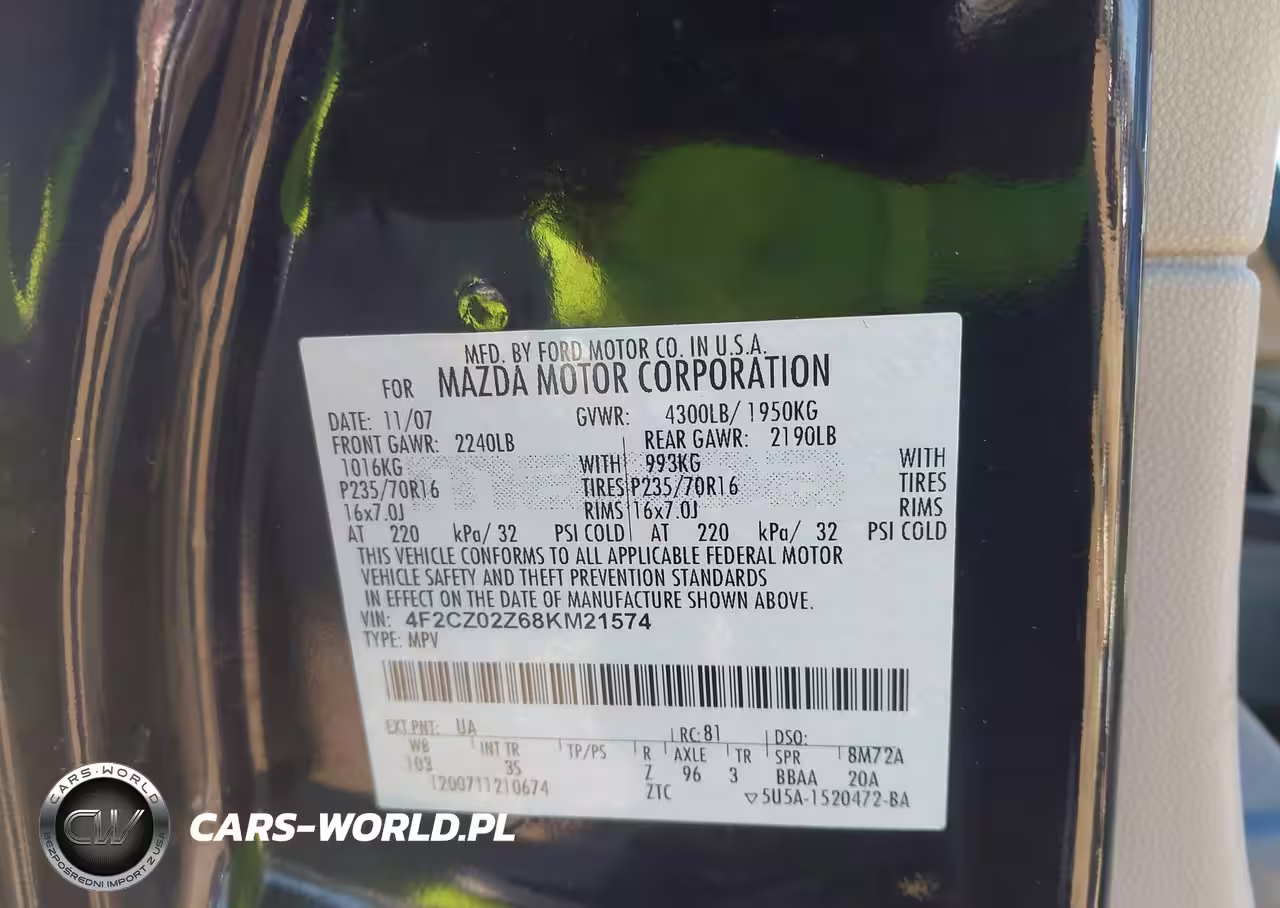 MFD. BY FORD MOTOR CO. IN U.S.A.
FOR MAZDA MOTOR CORPORATION
DATE: 11/07 GVWR: 4300LB/ 1950KG
FRONT GAWR: 2240LB REAR GAWR: 2190LB
1016KG WITH 993KG WITH
P235/70R16 TIRES P235/70R16 TIRES
16x7.0J RIMS 16x7.0J RIMS
AT 220 kPa/ 32 PSI COLD AT 220 kPa/ 32 PSI COLD
THIS VEHICLE CONFORMS TO ALL APPLICABLE FEDERAL MOTOR
VEHICLE SAFETY AND THEFT PREVENTION STANDARDS
IN EFFECT ON THE DATE OF MANUFACTURE SHOWN ABOVE.
VIN: 4F2CZ02Z68KM21574
TYPE: MPV
EXT PNT: UA RC: 81 DSO:
WB INT TR TP/PS R AXLE TR SPR 8M72A
103 3S Z 96 3 BBAA 20A
1200711210674 ZTC 5U5A-1520472-BA
CARS-WORLD
CW
BEZPOŚREDNI IMPORT Z USA
CARS-WORLD.PL